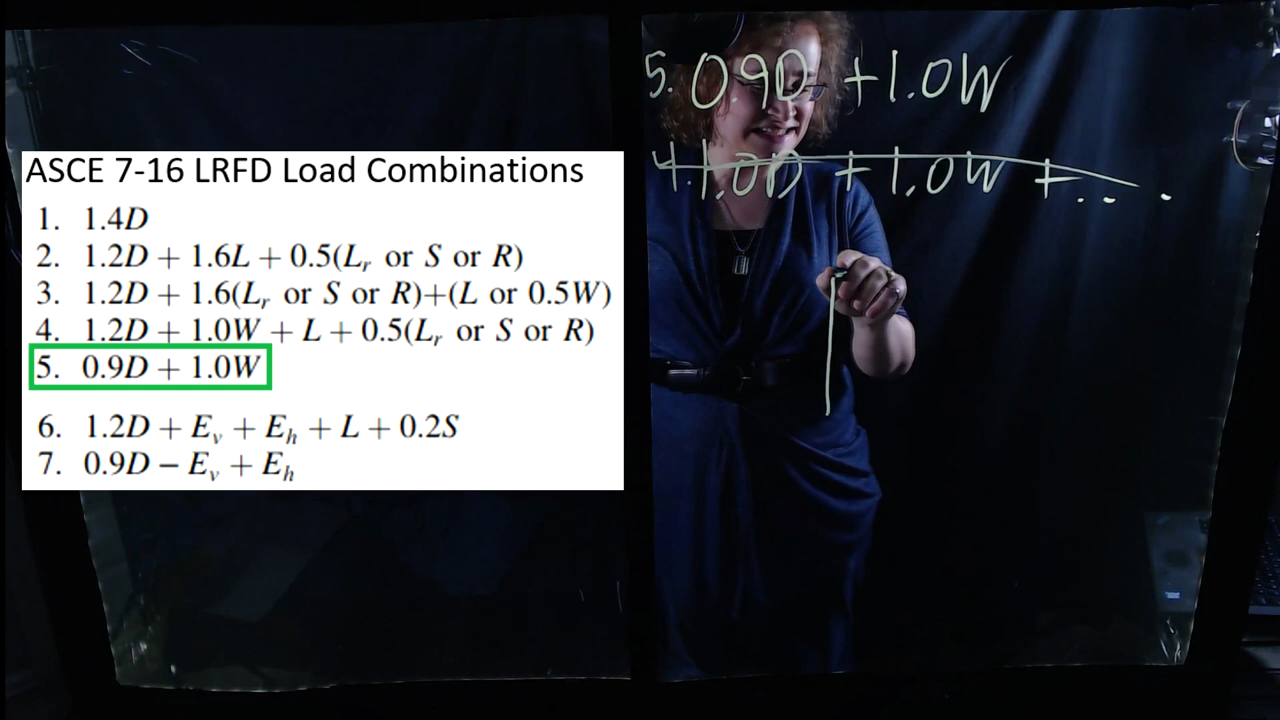 ASCE 7-16 LRFD Load Combinations
1. 1.4D
2. 1.2D + 1.6L + 0.5(Lᵣ or S or R)
3. 1.2D + 1.6(Lᵣ or S or R)+(L or 0.5W)
4. 1.2D + 1.0W + L + 0.5(Lᵣ or S or R)
5. 0.9D + 1.0W
6. 1.2D + Eᵥ + Eₕ + L + 0.2S
7. 0.9D − Eᵥ + Eₕ
5. 09D + 1.0W
4. 1.0D + 1.0W + . . .